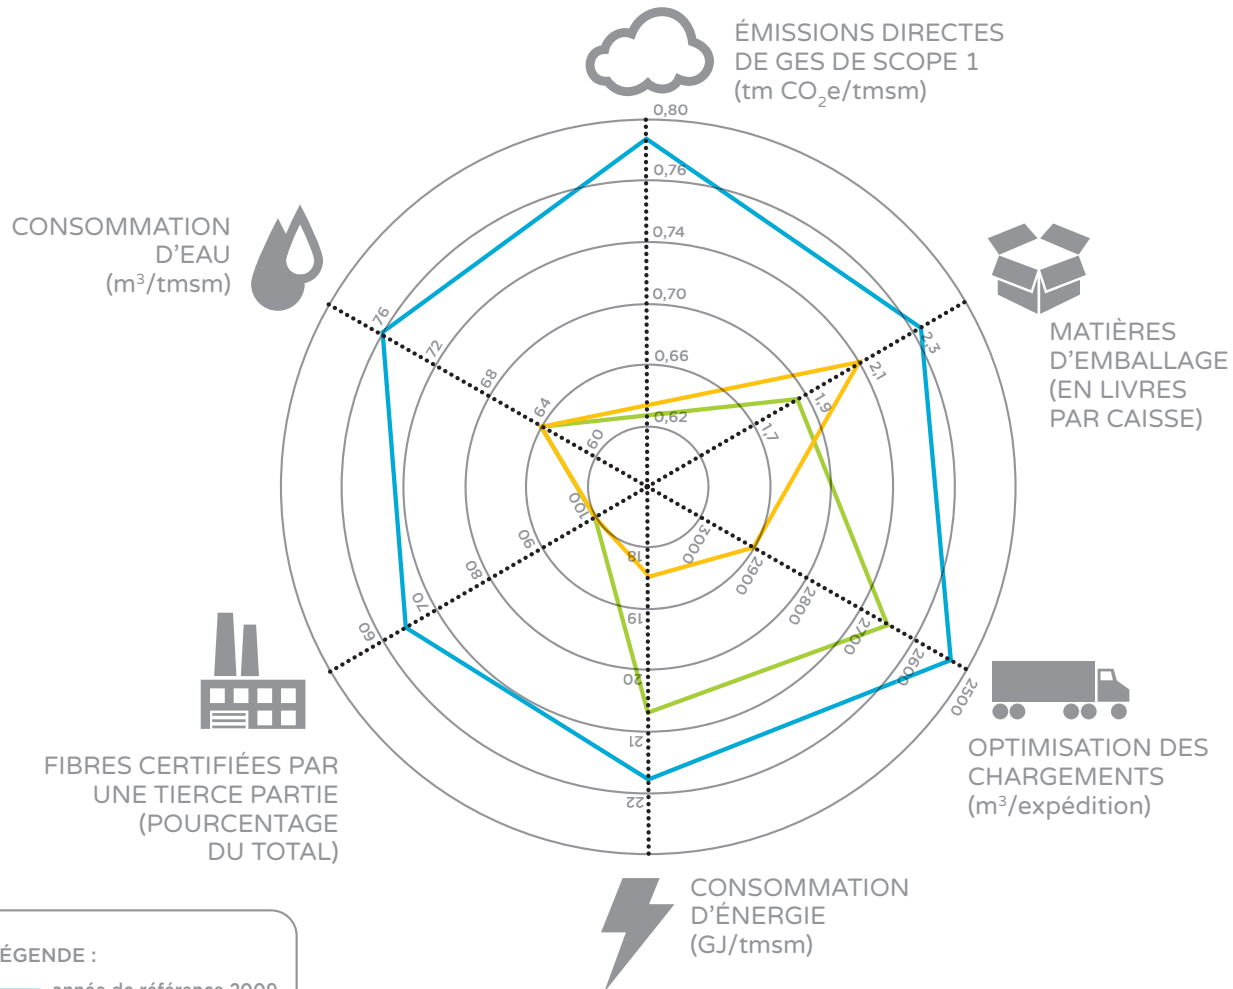 ÉMISSIONS DIRECTES
DE GES DE SCOPE 1
(tm CO₂e/tmsm)
0,80
0,76
0,74
0,70
0,66
0,62
CONSOMMATION
D'EAU
(m³/tmsm)
76
72
68
64
60
MATIÈRES
D'EMBALLAGE
(EN LIVRES
PAR CAISSE)
2,3
2,1
1,9
1,7
100
90
80
70
60
FIBRES CERTIFIÉES PAR
UNE TIERCE PARTIE
(POURCENTAGE
DU TOTAL)
3000
2900
2800
2700
2600
2500
OPTIMISATION DES
CHARGEMENTS
(m³/expédition)
18
19
20
21
22
CONSOMMATION
D'ÉNERGIE
(GJ/tmsm)
ÉGENDE :
année de référence 2009